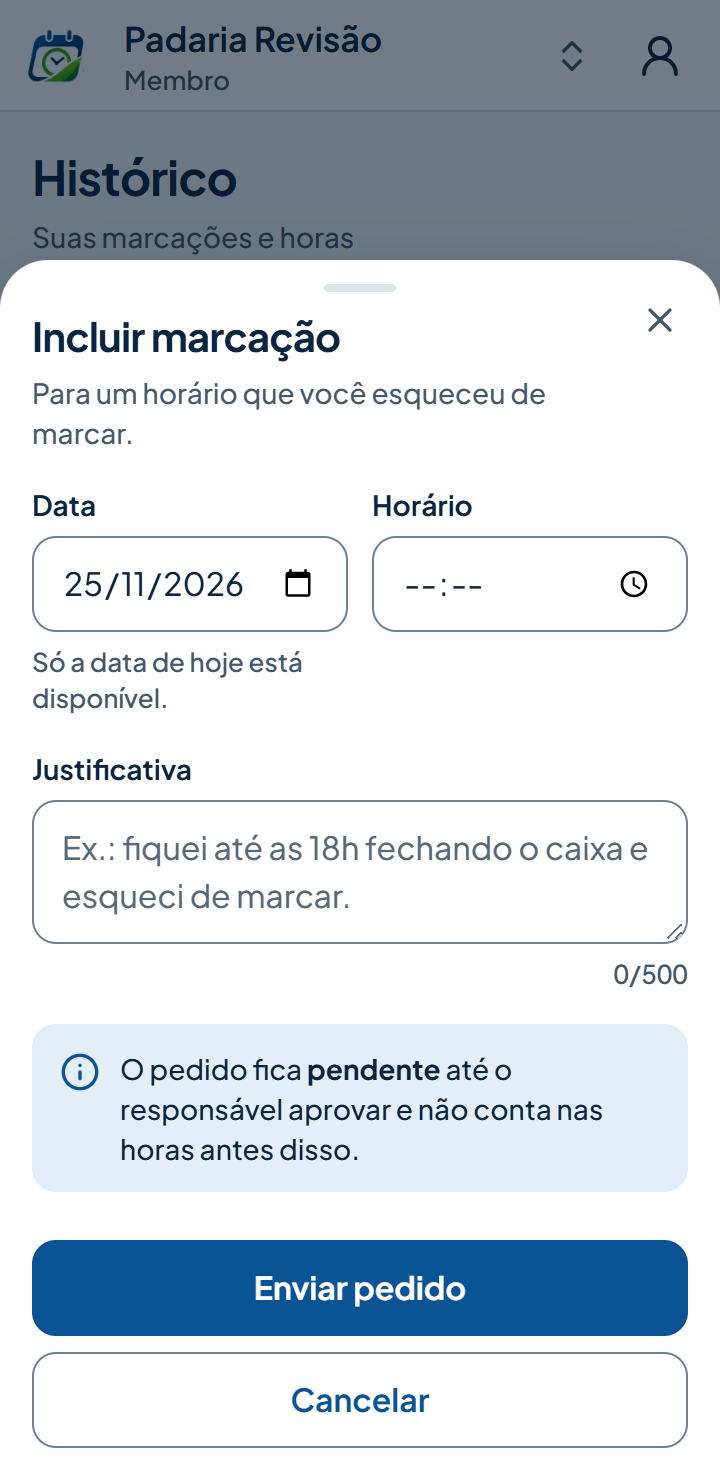 Padaria Revisão
Membro
Histórico
Suas marcações e horas
Incluir marcação
Para um horário que você esqueceu de
marcar.
Data
Horário
25/11/2026
--:--
Só a data de hoje está
disponível.
Justificativa
Ex.: fiquei até as 18h fechando o caixa e
esqueci de marcar.
0/500
O pedido fica pendente até o
responsável aprovar e não conta nas
horas antes disso.
Enviar pedido
Cancelar